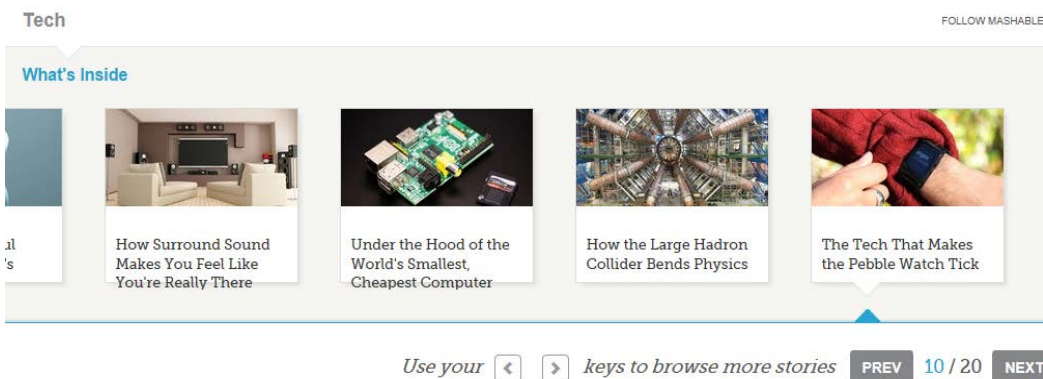 Tech
FOLLOW MASHABLE
What's Inside
How Surround Sound
Makes You Feel Like
You're Really There
Under the Hood of the
World's Smallest,
Cheapest Computer
How the Large Hadron
Collider Bends Physics
The Tech That Makes
the Pebble Watch Tick
Use your < > keys to browse more stories PREV 10 / 20 NEXT